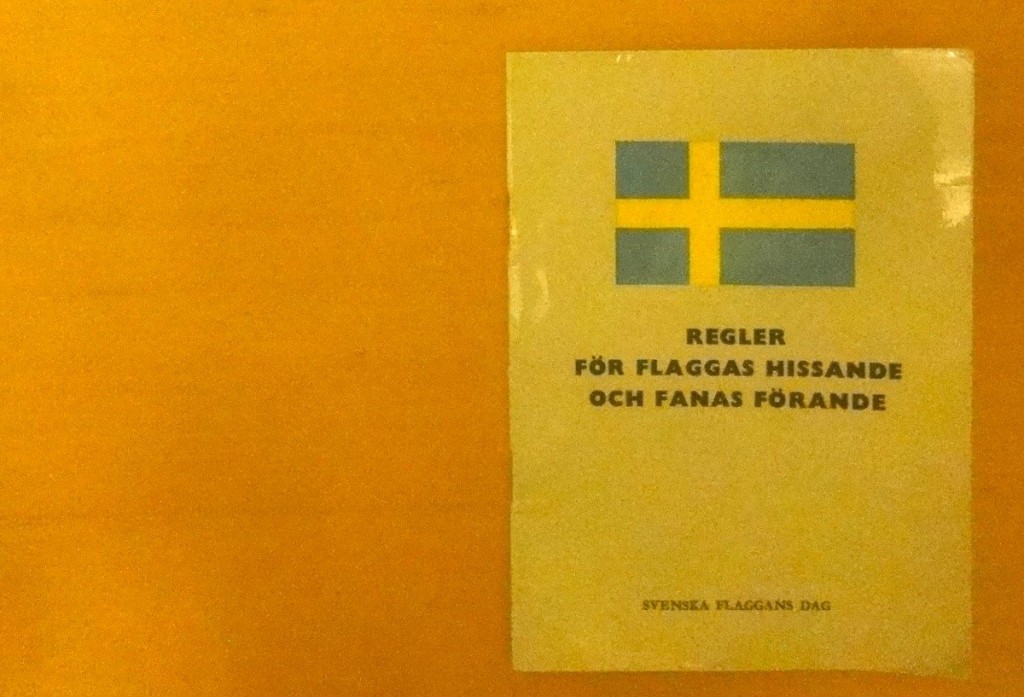 REGLER
FÖR FLAGGAS HISSANDE
OCH FANAS FÖRANDE
SVENSKA FLAGGANS DAG